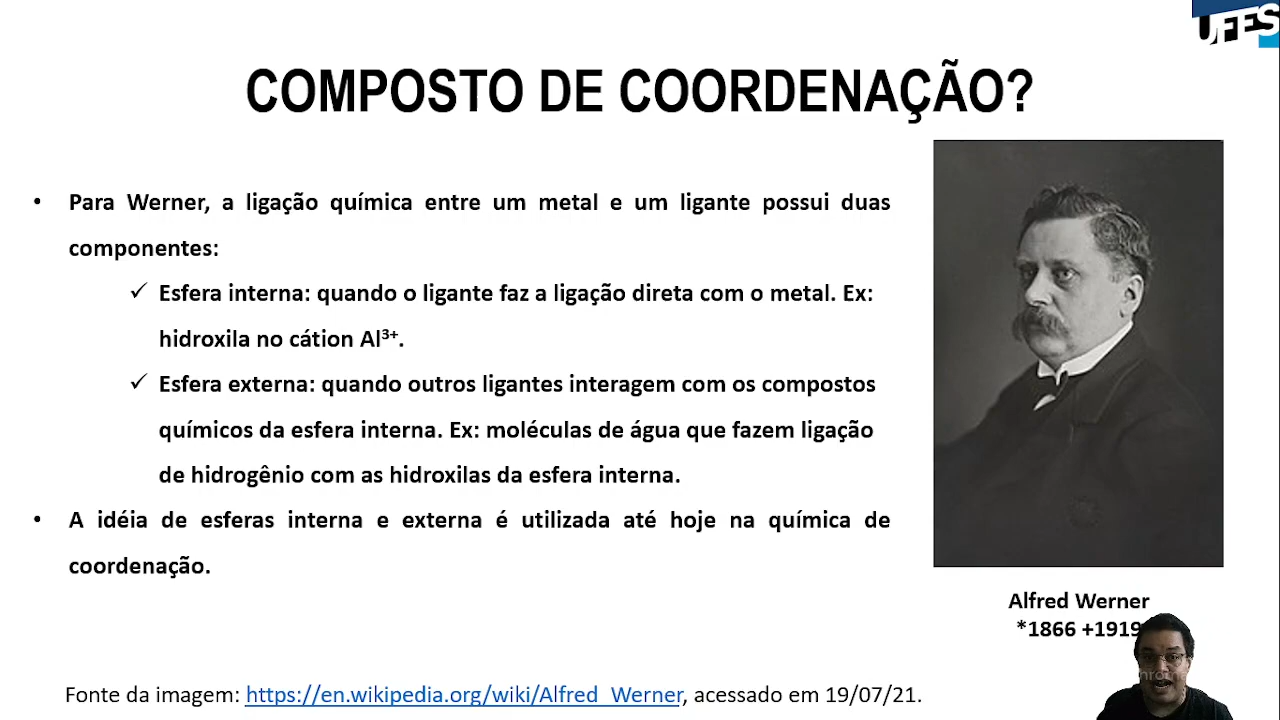 UFES
COMPOSTO DE COORDENAÇÃO?
• Para Werner, a ligação química entre um metal e um ligante possui duas
componentes:
✓ Esfera interna: quando o ligante faz a ligação direta com o metal. Ex:
hidroxila no cátion Al³⁺.
✓ Esfera externa: quando outros ligantes interagem com os compostos
químicos da esfera interna. Ex: moléculas de água que fazem ligação
de hidrogênio com as hidroxilas da esfera interna.
• A idéia de esferas interna e externa é utilizada até hoje na química de
coordenação.
Alfred Werner
*1866 +1919
Fonte da imagem: https://en.wikipedia.org/wiki/Alfred_Werner, acessado em 19/07/21.